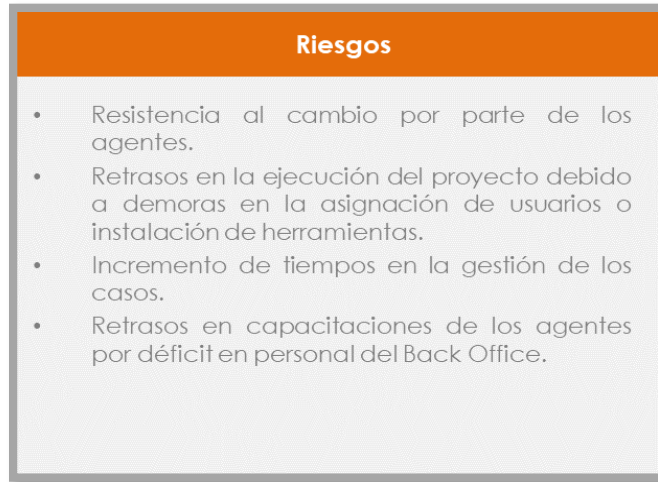 Riesgos
• Resistencia al cambio por parte de los
agentes.
• Retrasos en la ejecución del proyecto debido
a demoras en la asignación de usuarios o
instalación de herramientas.
• Incremento de tiempos en la gestión de los
casos.
• Retrasos en capacitaciones de los agentes
por déficit en personal del Back Office.